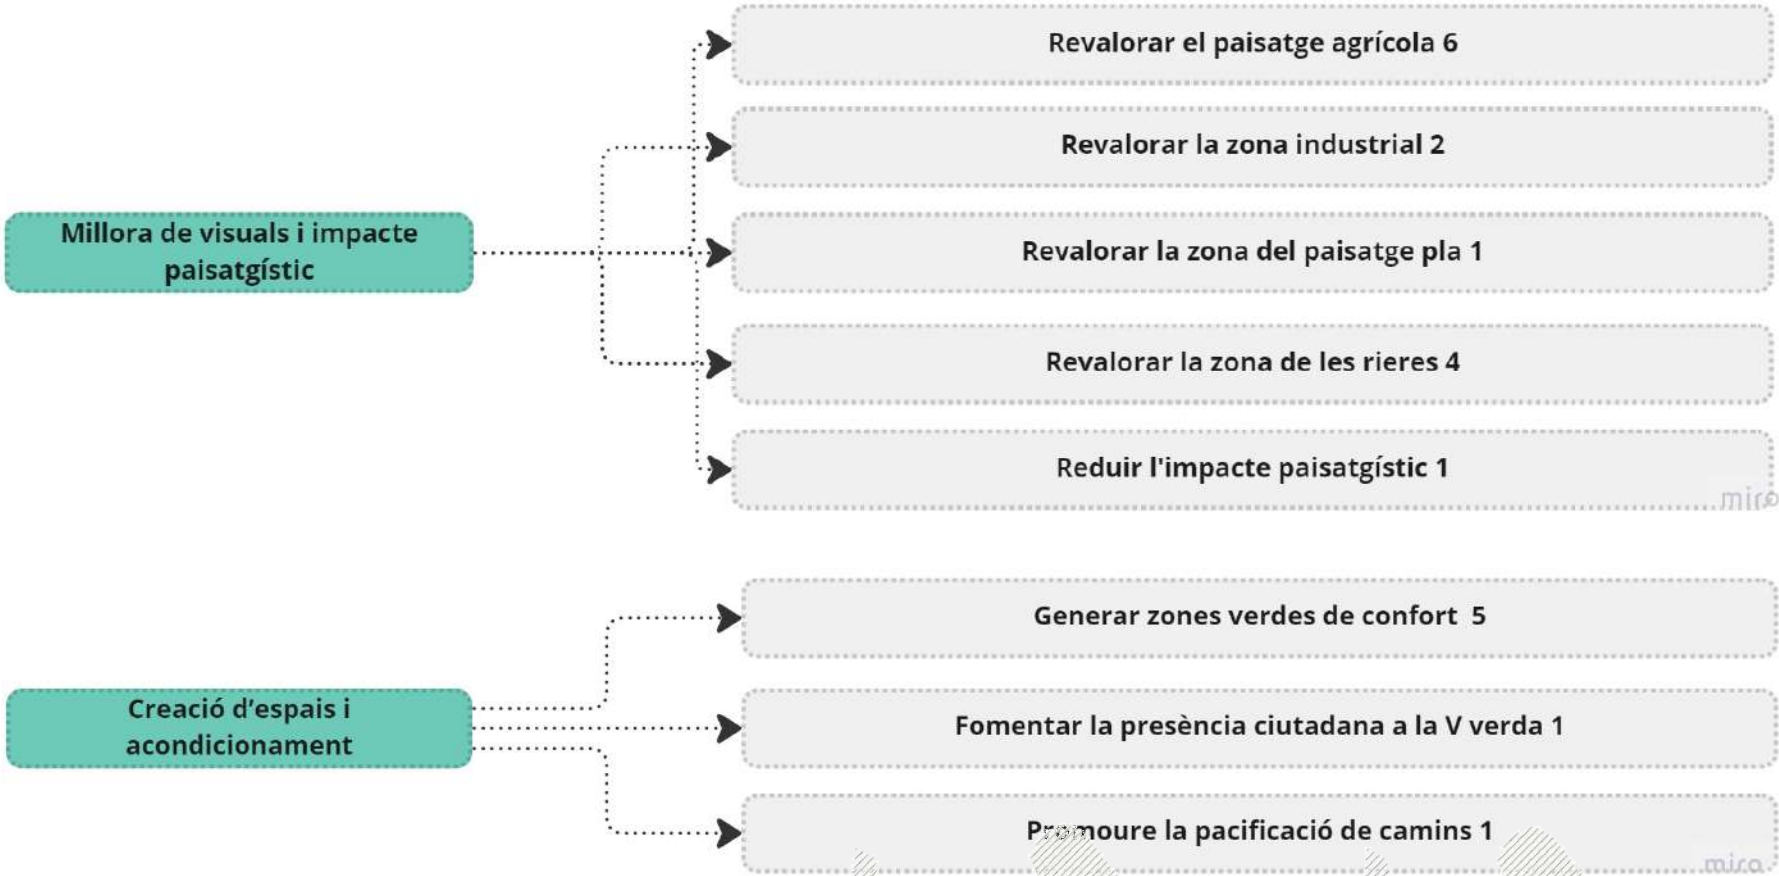 Revalorar el paisatge agrícola 6
Revalorar la zona industrial 2
Millora de visuals i impacte
paisatgístic
Revalorar la zona del paisatge pla 1
Revalorar la zona de les rieres 4
Reduir l'impacte paisatgístic 1
miro
Generar zones verdes de confort 5
Creació d’espais i
acondicionament
Fomentar la presència ciutadana a la V verda 1
Promoure la pacificació de camins 1
miro